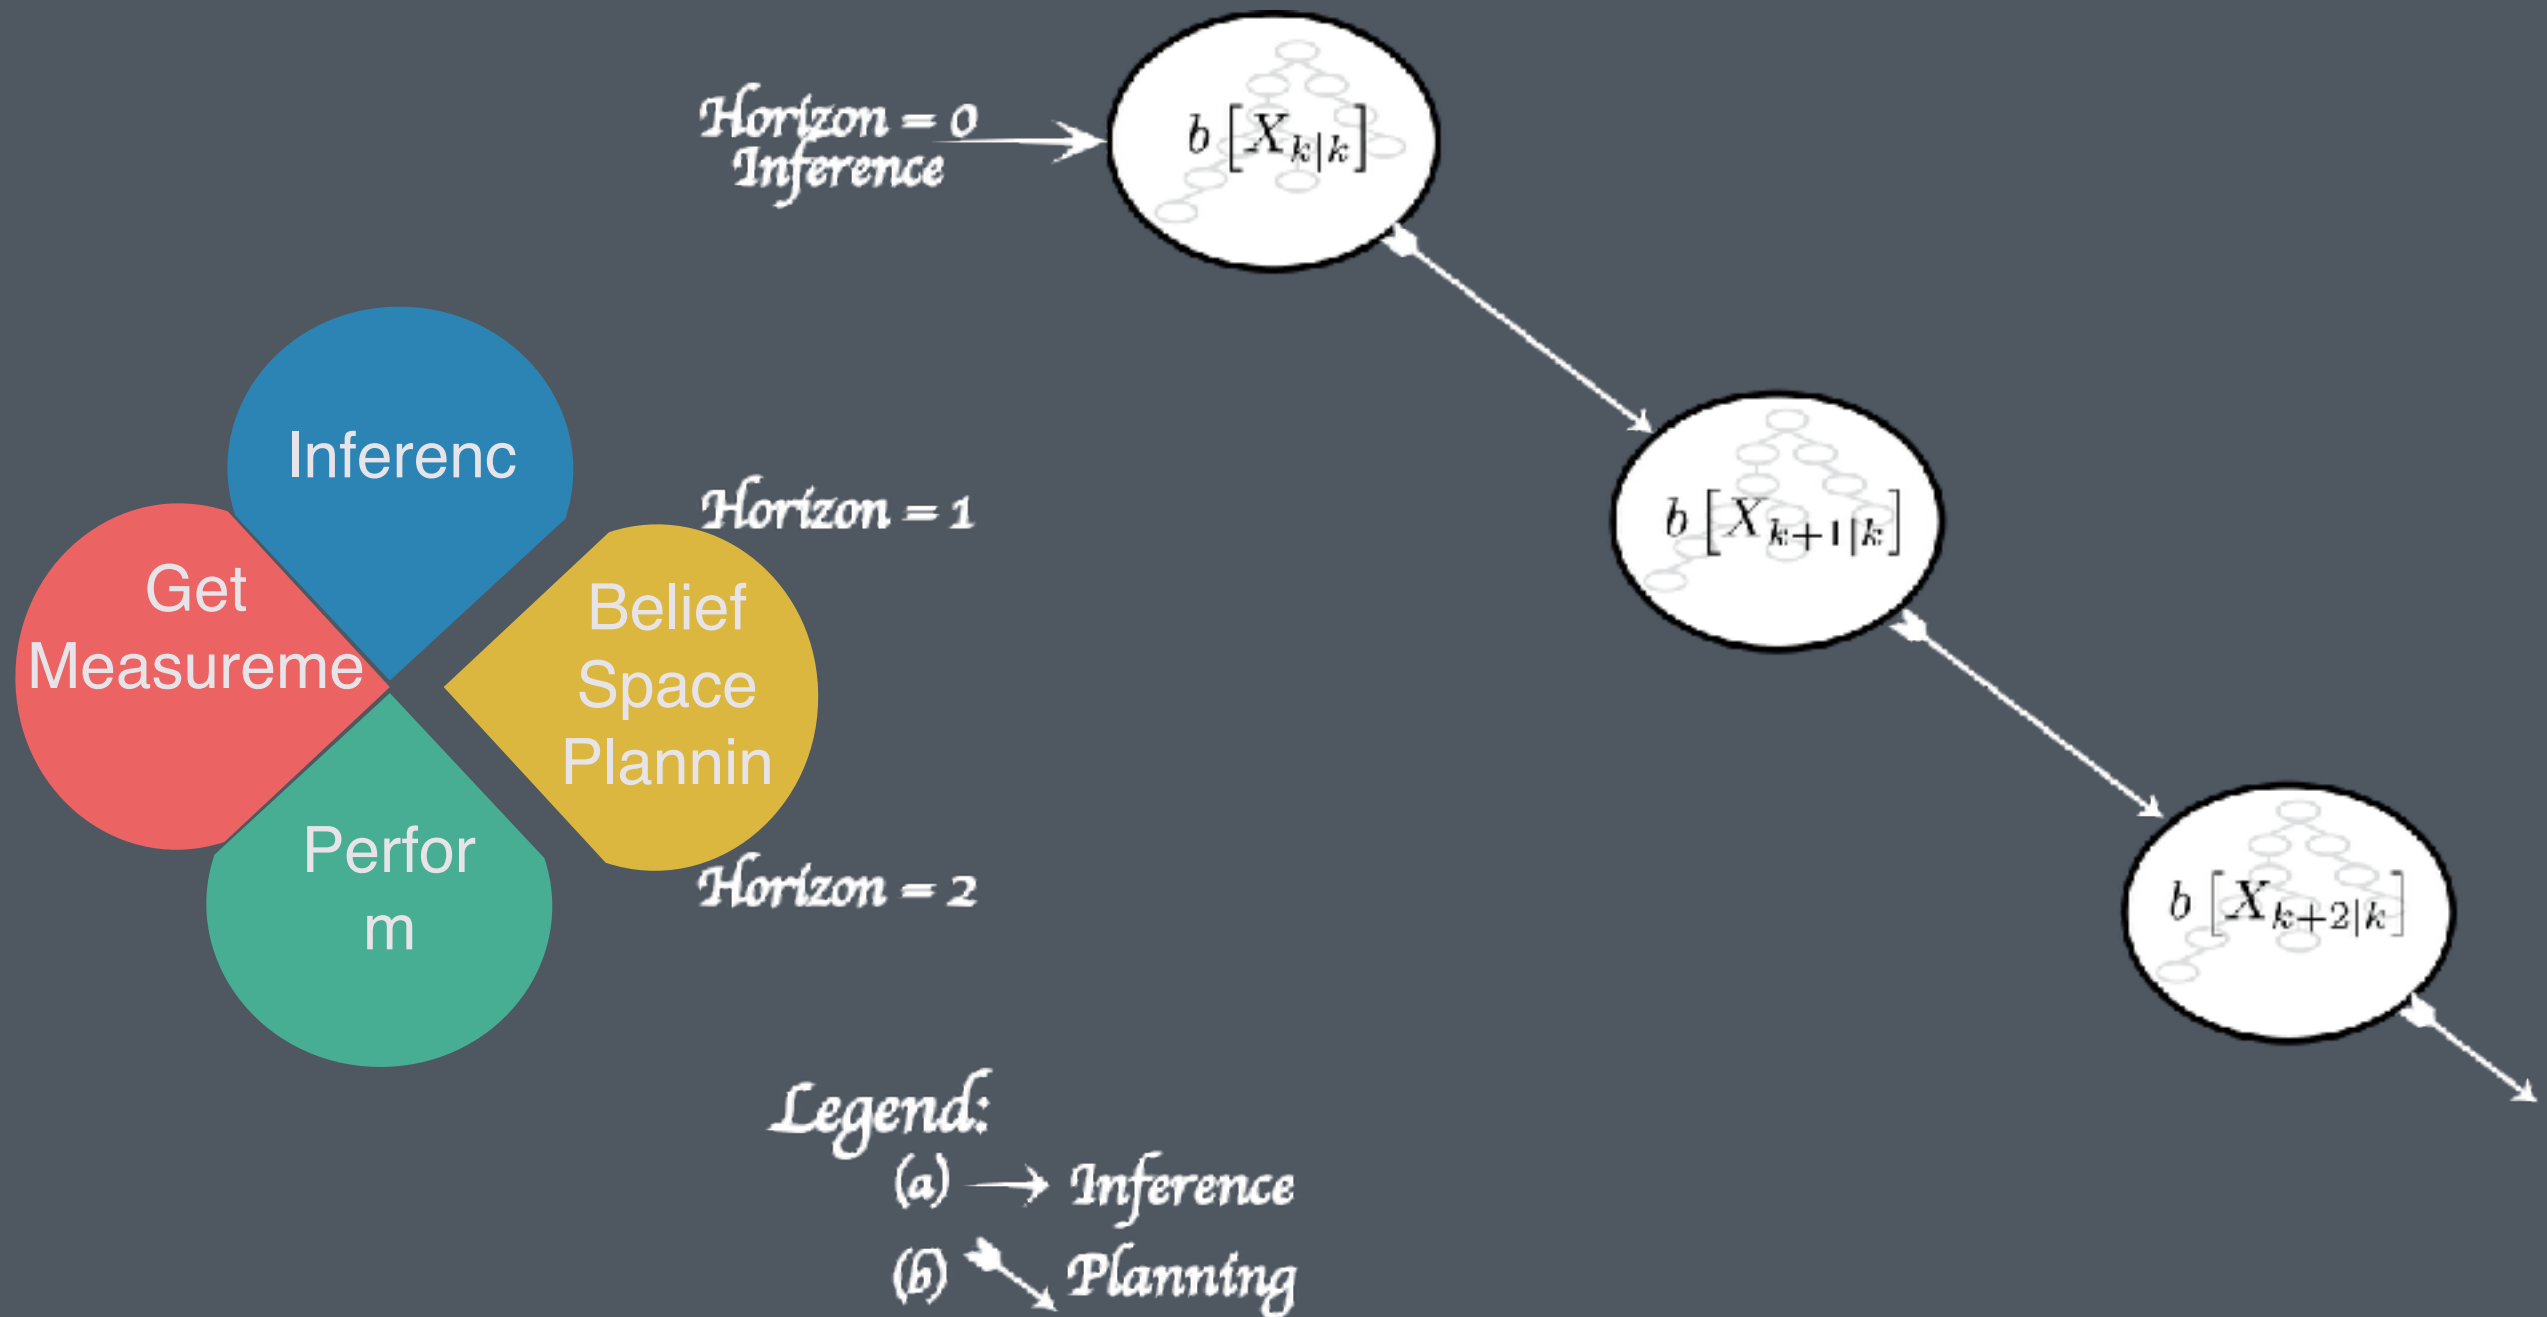 Horizon = 0
Inference
b [X_{k|k}]
Inferenc
Get
Measureme
Belief
Space
Plannin
Perfor
m
Horizon = 1
b [X_{k+1|k}]
Horizon = 2
b [X_{k+2|k}]
Legend:
(a) → Inference
(b) ↘ Planning